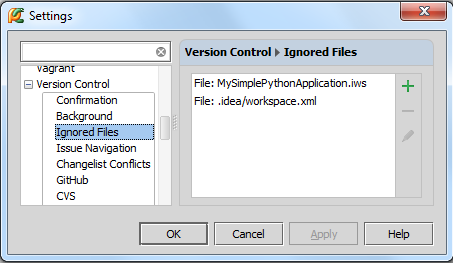 Settings
Vagrant
Version Control
Confirmation
Background
Ignored Files
Issue Navigation
Changelist Conflicts
GitHub
CVS
Version Control Ignored Files
File: MySimplePythonApplication.iws
File: .idea/workspace.xml
OK
Cancel
Apply
Help